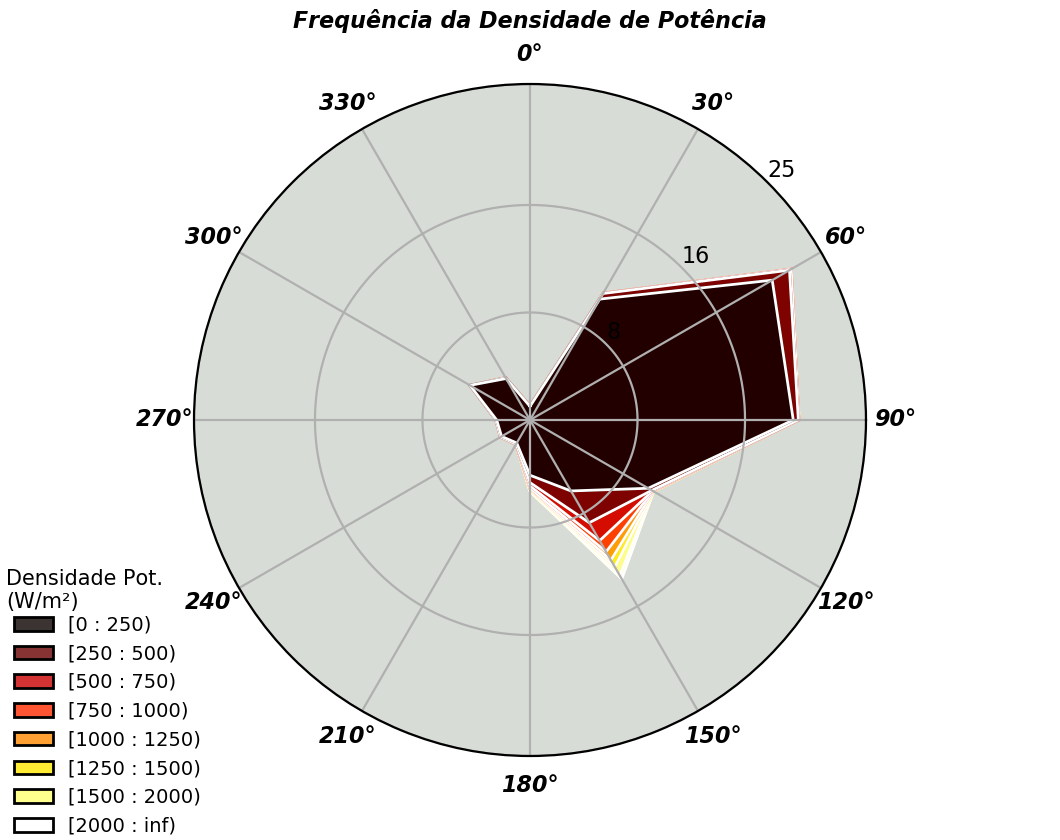 Frequência da Densidade de Potência
0°
330°
30°
25
300°
60°
16
8
270°
90°
240°
120°
210°
150°
180°
Densidade Pot.
(W/m²)
[0 : 250)
[250 : 500)
[500 : 750)
[750 : 1000)
[1000 : 1250)
[1250 : 1500)
[1500 : 2000)
[2000 : inf)